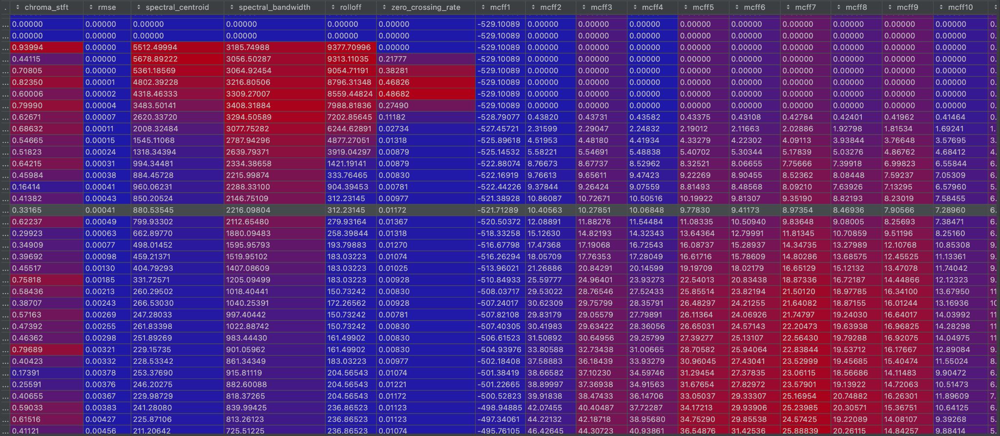 . chroma_stft rmse spectral_centroid spectral_bandwidth rolloff zero_crossing_rate mcff1 mcff2 mcff3 mcff4 mcff5 mcff6 mcff7 mcff8 mcff9 mcff10
... 0.00000 0.00000 0.00000 0.00000 0.00000 0.00000 -529.10089 0.00000 0.00000 0.00000 0.00000 0.00000 0.00000 0.00000 0.00000 0.00000 0.
... 0.00000 0.00000 0.00000 0.00000 0.00000 0.00000 -529.10089 0.00000 0.00000 0.00000 0.00000 0.00000 0.00000 0.00000 0.00000 0.00000 0.
... 0.93994 0.00000 5512.49994 3185.74988 9377.70996 0.00000 -529.10089 0.00000 0.00000 0.00000 0.00000 0.00000 0.00000 0.00000 0.00000 0.00000 0.
... 0.44115 0.00000 5678.89222 3056.50287 9313.11035 0.21777 -529.10089 0.00000 0.00000 0.00000 0.00000 0.00000 0.00000 0.00000 0.00000 0.00000 0.
... 0.70805 0.00000 5361.18569 3064.92454 9054.71191 0.38281 -529.10089 0.00000 0.00000 0.00000 0.00000 0.00000 0.00000 0.00000 0.00000 0.00000 0.
... 0.82350 0.00001 4802.39228 3216.80506 8796.31348 0.46826 -529.10089 0.00000 0.00000 0.00000 0.00000 0.00000 0.00000 0.00000 0.00000 0.00000 0.
... 0.60006 0.00002 4318.46333 3309.27007 8559.44824 0.48682 -529.10089 0.00000 0.00000 0.00000 0.00000 0.00000 0.00000 0.00000 0.00000 0.00000 0.
... 0.79990 0.00004 3483.50141 3408.31884 7988.81836 0.27490 -529.10089 0.00000 0.00000 0.00000 0.00000 0.00000 0.00000 0.00000 0.00000 0.00000 0.
... 0.62671 0.00007 2620.33720 3294.50589 7202.85645 0.11182 -528.79077 0.43820 0.43731 0.43582 0.43375 0.43108 0.42784 0.42401 0.41962 0.41464 0.
... 0.68632 0.00011 2008.32484 3077.75282 6244.62891 0.02734 -527.45721 2.31599 2.29047 2.24832 2.19012 2.11663 2.02886 1.92798 1.81534 1.69241 1.
... 0.54665 0.00015 1545.11068 2787.94296 4877.27051 0.01318 -525.89618 4.51953 4.48180 4.41934 4.33279 4.22302 4.09113 3.93844 3.76648 3.57695 3.
... 0.51823 0.00024 1318.34394 2639.79371 3919.04297 0.00879 -525.14532 5.58221 5.54691 5.48838 5.40702 5.30344 5.17839 5.03276 4.86762 4.68412 4.
... 0.64215 0.00031 994.34481 2334.38658 1421.19141 0.00879 -522.88074 8.76673 8.67737 8.52962 8.32521 8.06655 7.75666 7.39918 6.99823 6.55844 6.
... 0.45984 0.00038 884.45728 2215.99874 333.76465 0.00830 -522.16919 9.76613 9.65611 9.47423 9.22269 8.90455 8.52362 8.08448 7.59237 7.05309 6.
... 0.16414 0.00041 960.06231 2288.33100 904.39453 0.00781 -522.44226 9.37844 9.26424 9.07559 8.81493 8.48568 8.09210 7.63926 7.13295 6.57960 5.
... 0.41382 0.00043 850.20524 2146.75109 312.23145 0.00977 -521.38928 10.86087 10.72671 10.50516 10.19922 9.81307 9.35190 8.82193 8.23019 7.58455 6.
... 0.33165 0.00041 880.53545 2216.09804 312.23145 0.01172 -521.71289 10.40563 10.27851 10.06848 9.77830 9.41173 8.97354 8.46936 7.90566 7.28960 6.
... 0.62237 0.00049 799.93302 2112.65480 279.93164 0.01367 -520.50372 12.08891 11.88276 11.54484 11.08335 10.50940 9.83648 9.08005 8.25693 7.38471 6.
... 0.29923 0.00063 662.89770 1880.09483 258.39844 0.01318 -518.33258 15.12630 14.82193 14.32343 13.64364 12.79991 11.81345 10.70859 9.51196 8.25160 6.
... 0.34909 0.00077 498.01452 1595.95793 193.79883 0.01270 -516.67798 17.47368 17.19068 16.72543 16.08737 15.28937 14.34735 13.27989 12.10768 10.85308 9.
... 0.39692 0.00098 459.21371 1519.95102 183.03223 0.01074 -516.26294 18.05709 17.76353 17.28049 16.61716 15.78609 14.80286 13.68575 12.45525 11.13361 9.
... 0.45517 0.00130 404.79293 1407.08609 183.03223 0.01025 -513.96021 21.26886 20.84291 20.14599 19.19709 18.02179 16.65129 15.12132 13.47078 11.74042 9.
... 0.75818 0.00185 331.72571 1205.09499 183.03223 0.00928 -510.84933 25.59777 24.96401 23.93273 22.54013 20.83438 18.87336 16.72187 14.44866 12.12323 9.
... 0.58436 0.00213 260.29502 1018.40441 150.73242 0.00830 -508.03717 29.53022 28.76546 27.52433 25.85514 23.82194 21.50120 18.97785 16.34100 13.67950 11
... 0.38707 0.00243 266.53030 1040.25391 172.26562 0.00928 -507.24017 30.62309 29.75799 28.35791 26.48297 24.21255 21.64082 18.87155 16.01244 13.16936 10
... 0.57163 0.00269 247.28033 997.40442 150.73242 0.00781 -507.82108 29.83179 29.05579 27.79891 26.11364 24.06926 21.74797 19.24030 16.64017 14.03992 11
... 0.47392 0.00255 261.83398 1022.88742 150.73242 0.00830 -507.40305 30.41983 29.63422 28.36056 26.65031 24.57143 22.20473 19.63938 16.96825 14.28298 11
... 0.46362 0.00298 251.89269 983.44430 161.49902 0.00830 -506.61523 31.50892 30.64956 29.25799 27.39277 25.13107 22.56430 19.79288 16.92075 14.04975 11
... 0.79689 0.00321 229.15735 901.05962 161.49902 0.00830 -504.93976 33.80588 32.73438 31.00665 28.70582 25.94064 22.83844 19.53712 16.17667 12.89084 9.
... 0.40423 0.00332 228.53342 861.34349 183.03223 0.00977 -502.18408 37.58883 36.18439 33.93279 30.96045 27.43041 23.52999 19.45685 15.40474 11.55024 8.
... 0.17391 0.00378 253.37690 915.81119 204.56543 0.01074 -501.38419 38.66582 37.10230 34.59746 31.29454 27.37835 23.06115 18.56686 14.11483 9.90472 6.
... 0.25591 0.00376 246.20275 882.60088 204.56543 0.01221 -501.22665 38.89997 37.36938 34.91563 31.67654 27.82972 23.57901 19.13922 14.72063 10.51473 6.
... 0.40655 0.00367 229.98729 818.37265 204.56543 0.01172 -500.52823 39.91838 38.47433 36.14706 33.05037 29.33307 25.16954 20.74882 16.26301 11.89609 7.
... 0.59033 0.00383 241.28080 839.99425 236.86523 0.01123 -498.94885 42.07455 40.40487 37.72287 34.17213 29.93906 25.23985 20.30571 15.36751 10.64125 6.
... 0.61516 0.00427 225.87106 813.26123 236.86523 0.01123 -497.34061 44.22132 42.18718 38.95680 34.75290 29.85538 24.57425 19.22089 14.08107 9.39268 5.
... 0.41121 0.00456 211.20642 725.51225 236.86523 0.01074 -495.76105 46.42645 44.30723 40.93861 36.54876 31.42536 25.88839 20.26115 14.84257 9.88414 5.